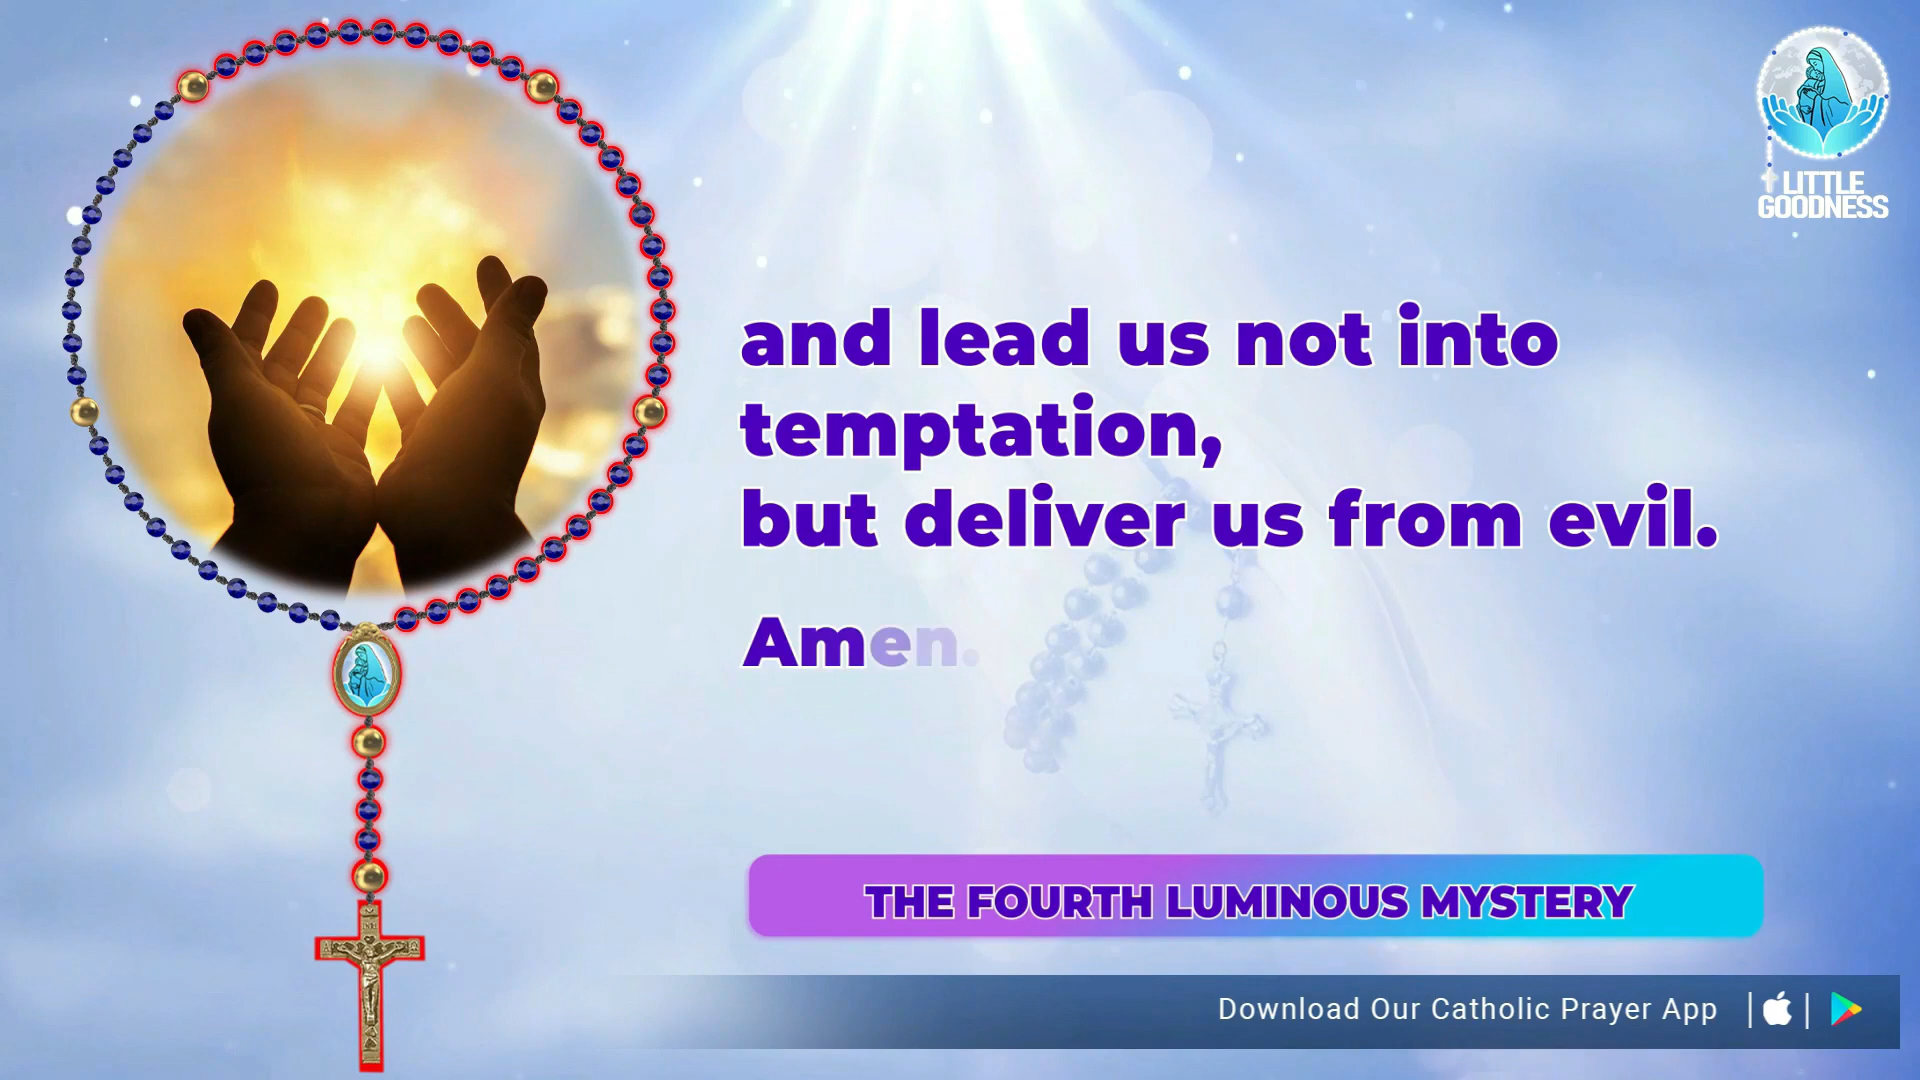 LITTLE
GOODNESS
and lead us not into
temptation,
but deliver us from evil.
Amen.
THE FOURTH LUMINOUS MYSTERY
Download Our Catholic Prayer App